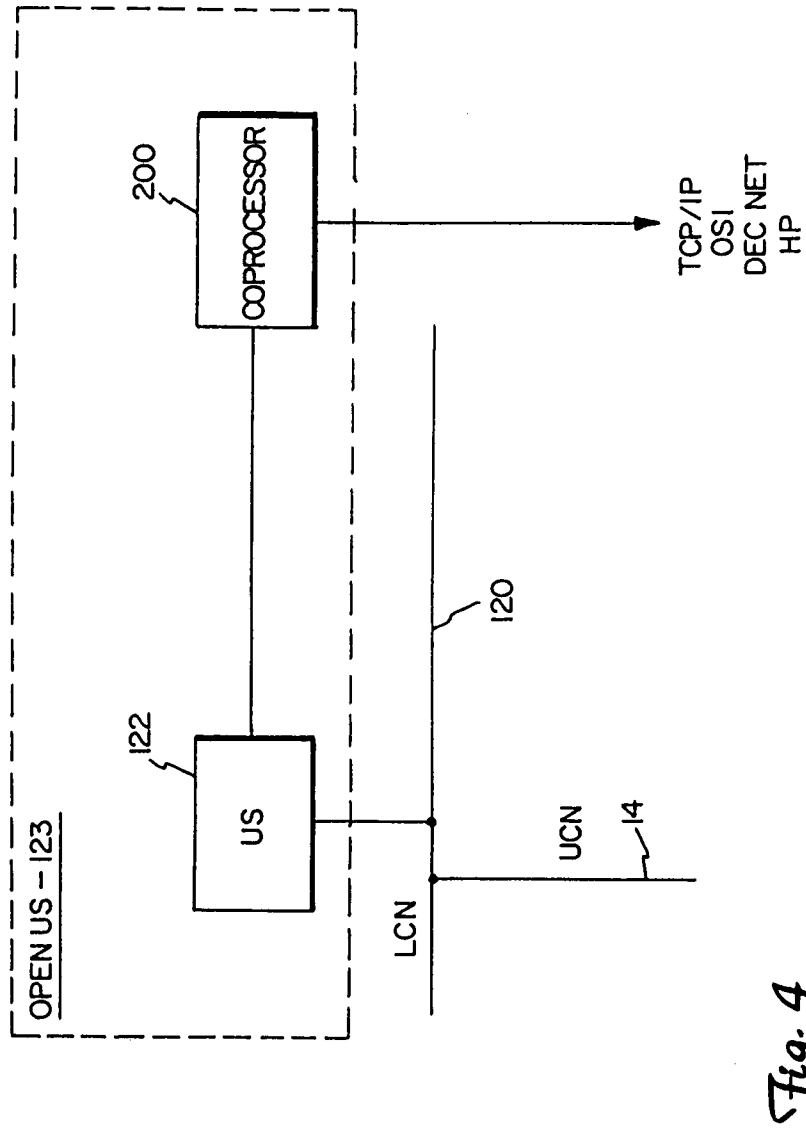 OPEN US – 123
122
US
200
COPROCESSOR
LCN
120
UCN
14
TCP/IP
OSI
DEC NET
HP
Fig. 4